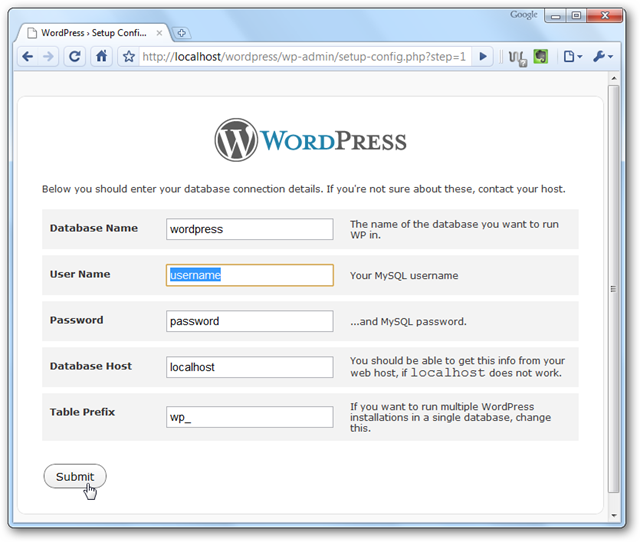 Google
WordPress › Setup Confi...
http://localhost/wordpress/wp-admin/setup-config.php?step=1
WORDPRESS
Below you should enter your database connection details. If you're not sure about these, contact your host.
Database Name
wordpress
The name of the database you want to run
WP in.
User Name
username
Your MySQL username
Password
password
...and MySQL password.
Database Host
localhost
You should be able to get this info from your
web host, if localhost does not work.
Table Prefix
wp_
If you want to run multiple WordPress
installations in a single database, change
this.
Submit